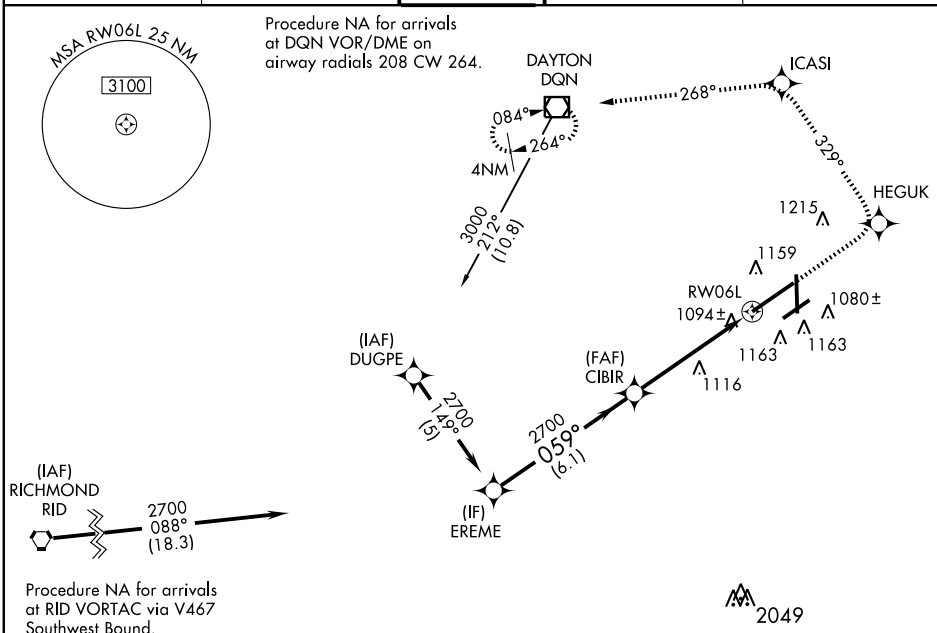 MSA RW06L 25 NM
3100
Procedure NA for arrivals
at DQN VOR/DME on
airway radials 208 CW 264.
DAYTON
DQN
084°
264°
4NM
3000
212°
(10.8)
268°
ICASI
329°
HEGUK
1215
1159
RW06L
1094±
1080±
1163
1163
1116
(IAF)
DUGPE
2700
149°
(5)
(FAF)
CIBIR
2700
059°
(6.1)
(IF)
EREME
(IAF)
RICHMOND
RID
2700
088°
(18.3)
Procedure NA for arrivals
at RID VORTAC via V467
Southwest Bound.
2049